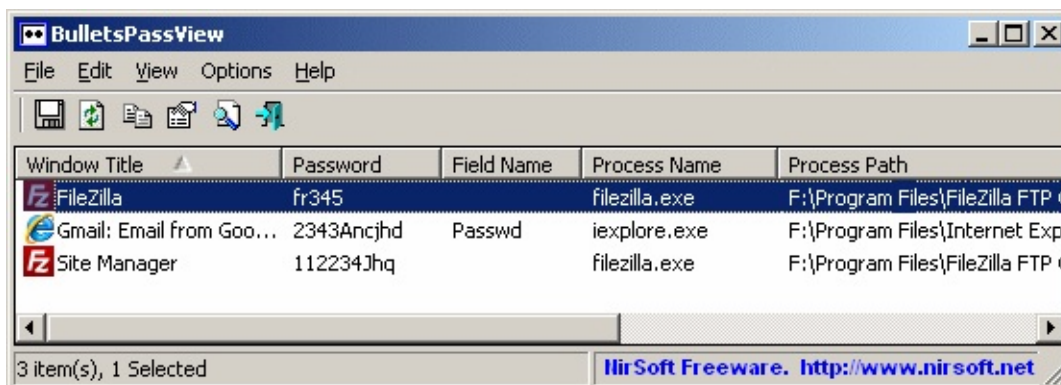 BulletsPassView
File Edit View Options Help
Window Title Password Field Name Process Name Process Path
FileZilla fr345 filezilla.exe F:\Program Files\FileZilla FTP
Gmail: Email from Goo... 2343Ancjhd Passwd iexplore.exe F:\Program Files\Internet Exp
Site Manager 112234Jhq filezilla.exe F:\Program Files\FileZilla FTP
3 item(s), 1 Selected NirSoft Freeware. http://www.nirsoft.net